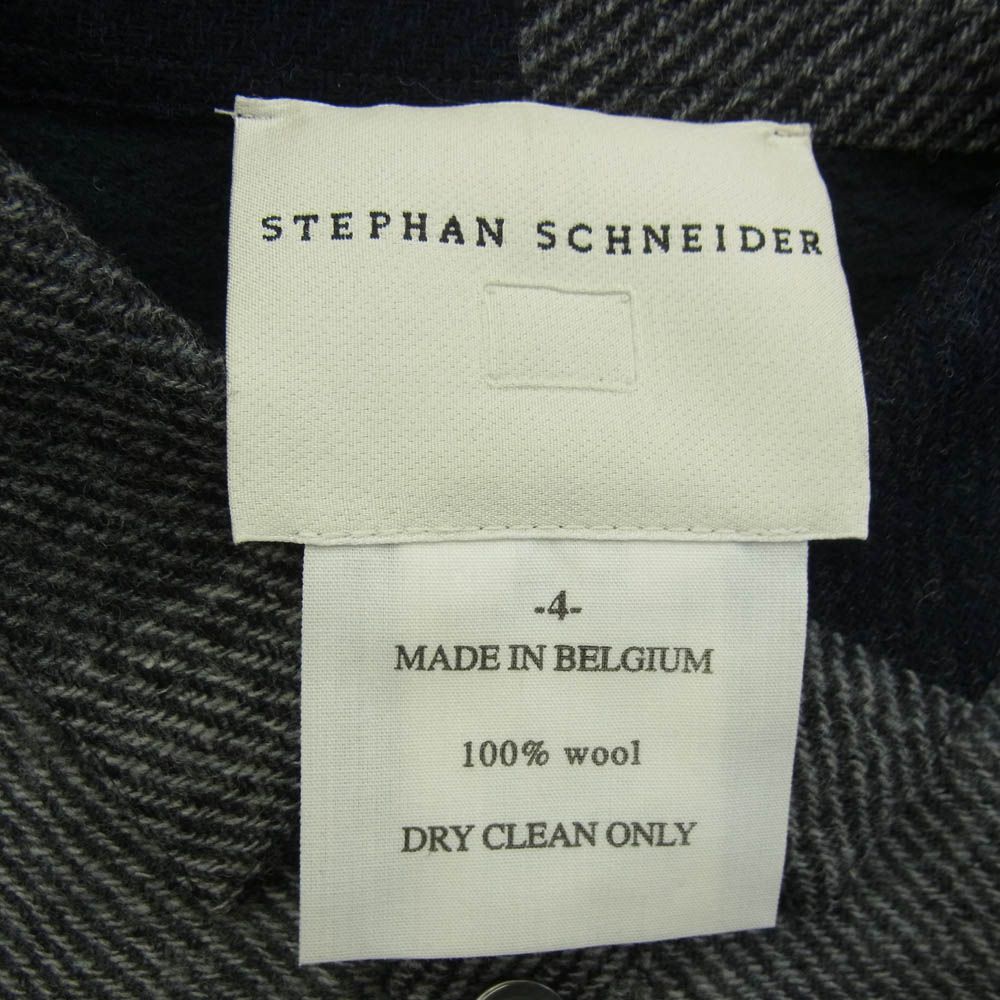 STEPHAN SCHNEIDER
-4-
MADE IN BELGIUM
100% wool
DRY CLEAN ONLY